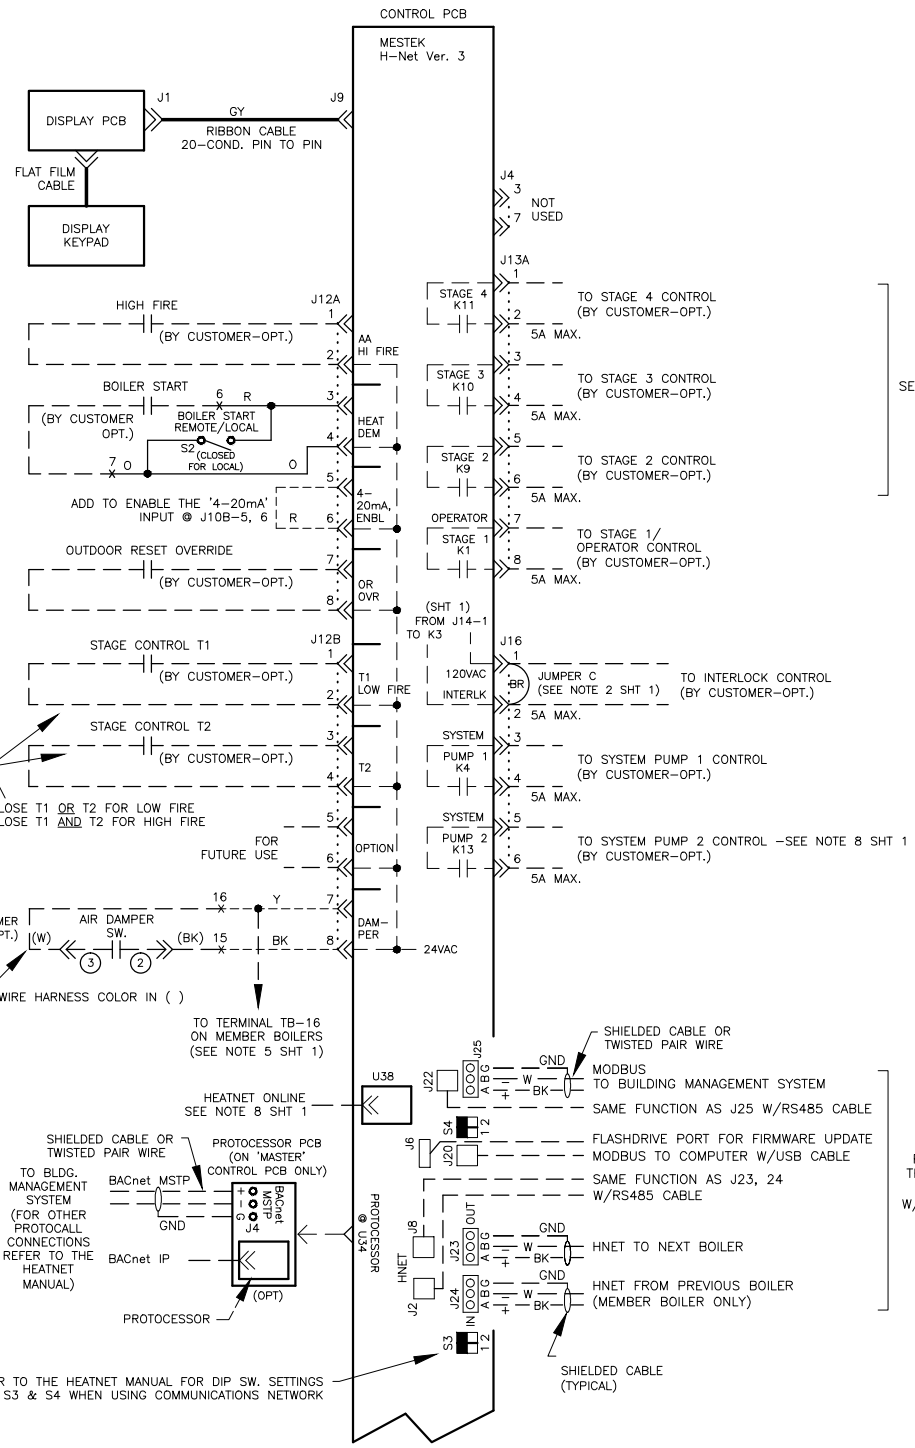 CONTROL PCB
MESTEK
H-Net Ver. 3
J1
J9
DISPLAY PCB
GY
RIBBON CABLE
20-COND. PIN TO PIN
FLAT FILM
CABLE
DISPLAY
KEYPAD
J4
3
NOT
USED
7
J13A
1
STAGE 4
K11
TO STAGE 4 CONTROL
(BY CUSTOMER-OPT.)
2
5A MAX.
3
STAGE 3
K10
TO STAGE 3 CONTROL
(BY CUSTOMER-OPT.)
4
5A MAX.
SE
5
STAGE 2
K9
TO STAGE 2 CONTROL
(BY CUSTOMER-OPT.)
6
5A MAX.
OPERATOR
7
STAGE 1
K1
TO STAGE 1/
OPERATOR CONTROL
(BY CUSTOMER-OPT.)
8
5A MAX.
J12A
HIGH FIRE
1
(BY CUSTOMER-OPT.)
AA
HI FIRE
2
BOILER START
6
R
3
(BY CUSTOMER
OPT.)
BOILER START
REMOTE/LOCAL
S2
(CLOSED
FOR LOCAL)
HEAT
DEM
4
7
O
O
5
ADD TO ENABLE THE '4-20mA'
INPUT @ J10B-5, 6
R
6
4-
20mA,
ENBL
OUTDOOR RESET OVERRIDE
7
(BY CUSTOMER-OPT.)
OR
OVR
8
(SHT 1)
FROM J14-1
TO K3
J16
1
120VAC
INTERLK
BR
JUMPER C
(SEE NOTE 2 SHT 1)
TO INTERLOCK CONTROL
(BY CUSTOMER-OPT.)
2
5A MAX.
J12B
STAGE CONTROL T1
1
(BY CUSTOMER-OPT.)
T1
LOW FIRE
2
STAGE CONTROL T2
3
(BY CUSTOMER-OPT.)
T2
4
LOSE T1 OR T2 FOR LOW FIRE
LOSE T1 AND T2 FOR HIGH FIRE
SYSTEM
3
PUMP 1
K4
TO SYSTEM PUMP 1 CONTROL
(BY CUSTOMER-OPT.)
4
5A MAX.
SYSTEM
5
PUMP 2
K13
TO SYSTEM PUMP 2 CONTROL -SEE NOTE 8 SHT 1
(BY CUSTOMER-OPT.)
6
5A MAX.
5
FOR
FUTURE USE
OPTION
6
16
Y
7
MER
PT.)
(W)
AIR DAMPER
SW.
3
2
(BK)
15
BK
8
DAM-
PER
24VAC
WIRE HARNESS COLOR IN ( )
TO TERMINAL TB-16
ON MEMBER BOILERS
(SEE NOTE 5 SHT 1)
SHIELDED CABLE OR
TWISTED PAIR WIRE
J25
J22
A B G
GND
W
BK
-
+
MODBUS
TO BUILDING MANAGEMENT SYSTEM
SAME FUNCTION AS J25 W/RS485 CABLE
U38
HEATNET ONLINE
SEE NOTE 8 SHT 1
S4
1 2
J6
FLASHDRIVE PORT FOR FIRMWARE UPDATE
J20
MODBUS TO COMPUTER W/USB CABLE
SAME FUNCTION AS J23, 24
W/RS485 CABLE
SHIELDED CABLE OR
TWISTED PAIR WIRE
PROTOCESSOR PCB
(ON 'MASTER'
CONTROL PCB ONLY)
TO BLDG.
MANAGEMENT
SYSTEM
(FOR OTHER
PROTOCALL
CONNECTIONS
REFER TO THE
HEATNET
MANUAL)
BACnet MSTP
GND
+
-
G
BACnet
MSTP
J4
BACnet IP
(OPT)
PROTOCESSOR
PROTOCESSOR
@ U34
HNET
J8
J2
OUT
J23
A B G
GND
W
BK
-
+
HNET TO NEXT BOILER
IN
J24
A B G
GND
W
BK
-
+
HNET FROM PREVIOUS BOILER
(MEMBER BOILER ONLY)
S3
1 2
W/
SHIELDED CABLE
(TYPICAL)
R TO THE HEATNET MANUAL FOR DIP SW. SETTINGS
S3 & S4 WHEN USING COMMUNICATIONS NETWORK